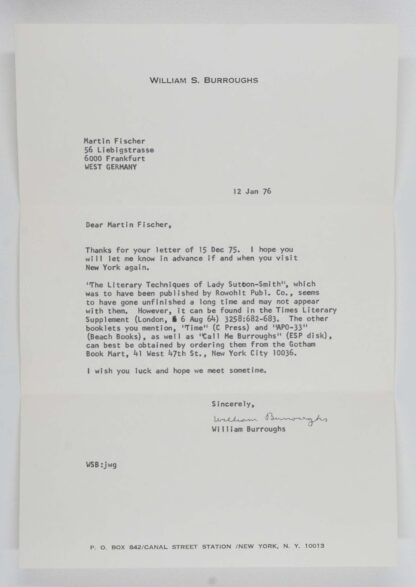 WILLIAM S. BURROUGHS
Martin Fischer
56 Liebigstrasse
6000 Frankfurt
WEST GERMANY
12 Jan 76
Dear Martin Fischer,
Thanks for your letter of 15 Dec 75. I hope you
will let me know in advance if and when you visit
New York again.
"The Literary Techniques of Lady Sutton-Smith", which
was to have been published by Rowohlt Publ. Co., seems
to have gone unfinished a long time and may not appear
with them. However, it can be found in the Times Literary
Supplement (London, 6 Aug 64) 3258:682-683. The other
booklets you mention, "Time" (C Press) and "APO-33"
(Beach Books), as well as "Call Me Burroughs" (ESP disk),
can best be obtained by ordering them from the Gotham
Book Mart, 41 West 47th St., New York City 10036.
I wish you luck and hope we meet sometime.
Sincerely,
William Burroughs
William Burroughs
WSB:jwg
P. O. BOX 842/CANAL STREET STATION /NEW YORK, N. Y. 10013